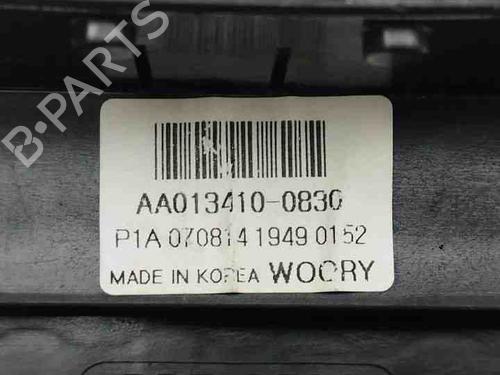 B-PARTS
AA013410-0830
P1A 070814 1949 0152
MADE IN KOREA WOORY